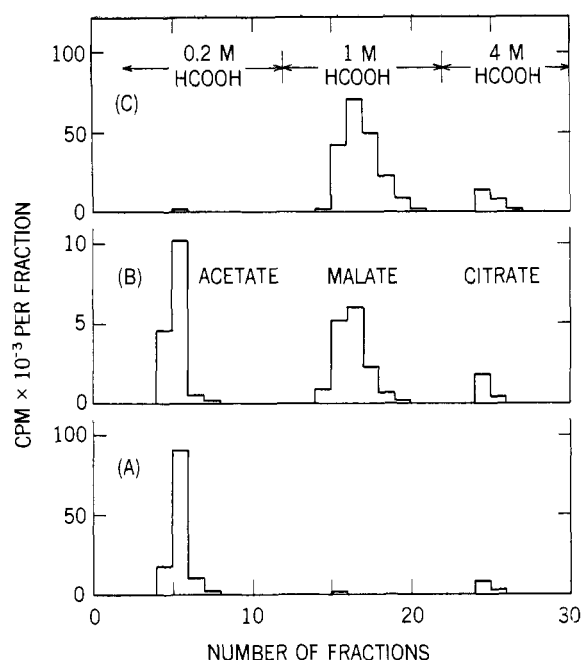 0.2 M
HCOOH
1 M
HCOOH
4 M
HCOOH
100
(C)
50
0
10
(B)
ACETATE
MALATE
CITRATE
5
0
100
(A)
50
0
0
10
20
30
CPM × 10⁻³ PER FRACTION
NUMBER OF FRACTIONS